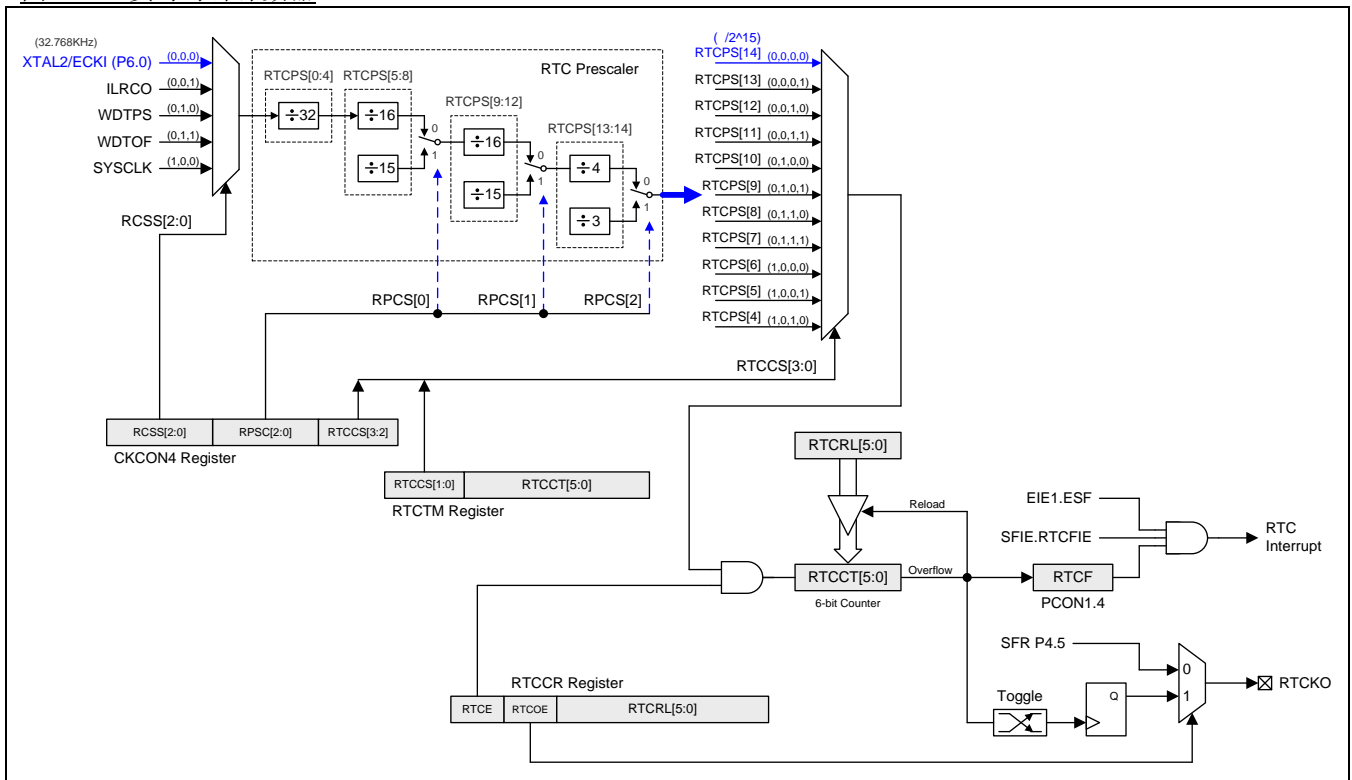 (32.768KHz)
XTAL2/ECKI (P6.0) (0,0,0)
ILRCO (0,0,1)
WDTPS (0,1,0)
WDTOF (0,1,1)
SYSCLK (1,0,0)
RCSS[2:0]
RTC Prescaler
RTCPS[0:4]
÷32
RTCPS[5:8]
÷16
÷15
0
1
RTCPS[9:12]
÷16
÷15
0
1
RTCPS[13:14]
÷4
÷3
0
1
RPCS[0]
RPCS[1]
RPCS[2]
( /2^15)
RTCPS[14] (0,0,0,0)
RTCPS[13] (0,0,0,1)
RTCPS[12] (0,0,1,0)
RTCPS[11] (0,0,1,1)
RTCPS[10] (0,1,0,0)
RTCPS[9] (0,1,0,1)
RTCPS[8] (0,1,1,0)
RTCPS[7] (0,1,1,1)
RTCPS[6] (1,0,0,0)
RTCPS[5] (1,0,0,1)
RTCPS[4] (1,0,1,0)
RTCCS[3:0]
RCSS[2:0] RPSC[2:0] RTCCS[3:2]
CKCON4 Register
RTCCS[1:0] RTCCT[5:0]
RTCTM Register
RTCRL[5:0]
Reload
RTCCT[5:0]
Overflow
6-bit Counter
EIE1.ESF
SFIE.RTCFIE
RTCF
PCON1.4
RTC
Interrupt
SFR P4.5
Toggle
Q
0
1
RTCKO
RTCCR Register
RTCE RTCOE RTCRL[5:0]